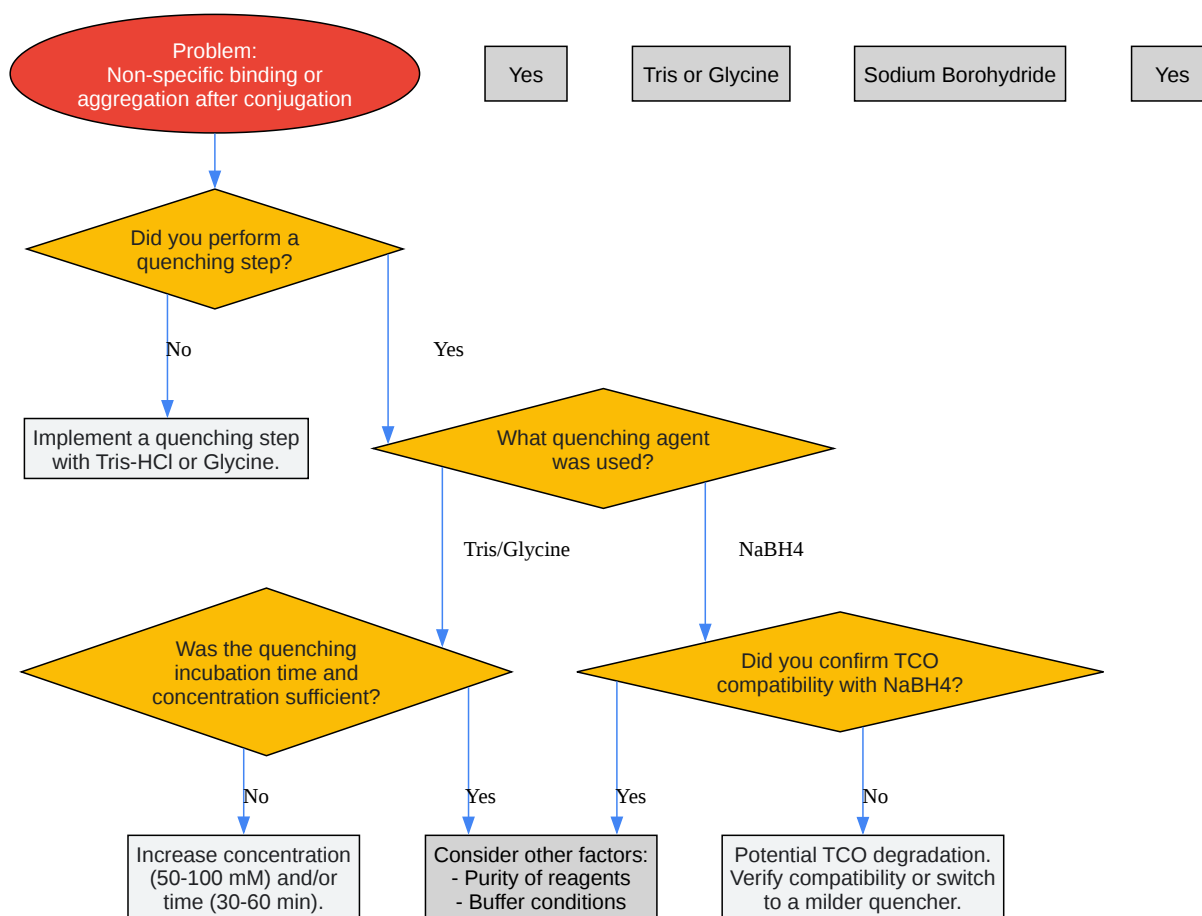 Problem:
Non-specific binding or
aggregation after conjugation
Yes
Tris or Glycine
Sodium Borohydride
Yes
Did you perform a
quenching step?
No
Yes
Implement a quenching step
with Tris-HCl or Glycine.
What quenching agent
was used?
Tris/Glycine
NaBH4
Was the quenching
incubation time and
concentration sufficient?
Did you confirm TCO
compatibility with NaBH4?
No
Yes
Yes
No
Increase concentration
(50-100 mM) and/or
time (30-60 min).
Consider other factors:
- Purity of reagents
- Buffer conditions
Potential TCO degradation.
Verify compatibility or switch
to a milder quencher.